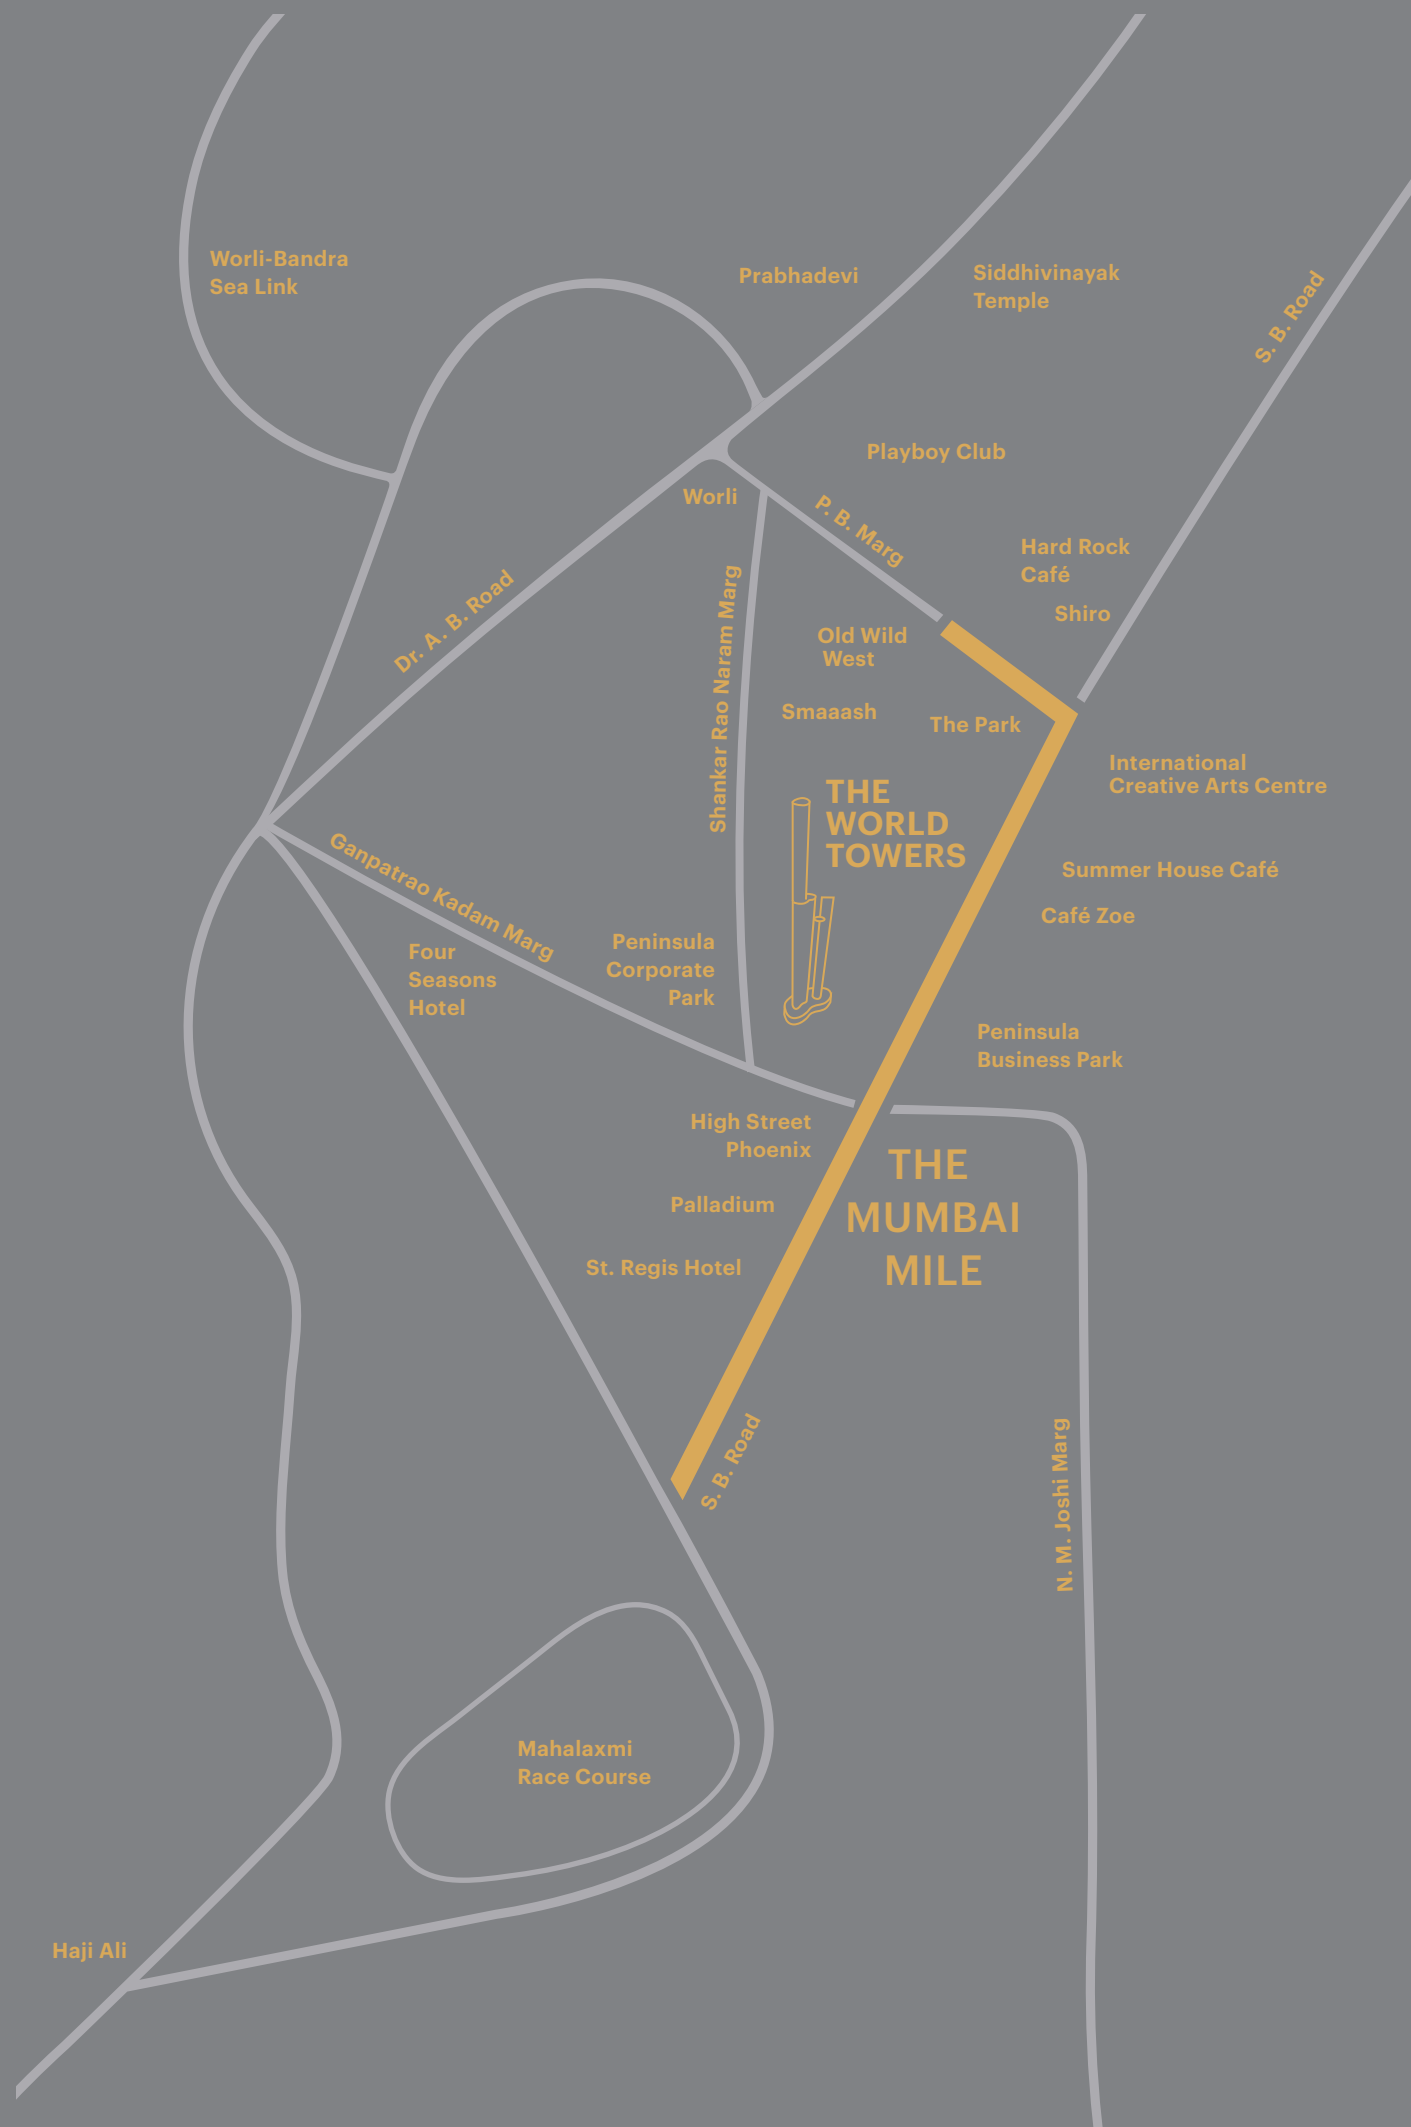 Worli-Bandra
Sea Link
Prabhadevi
Siddhivinayak
Temple
S. B. Road
Playboy Club
Worli
P. B. Marg
Hard Rock
Café
Shiro
Dr. A. B. Road
Shankar Rao Naram Marg
Old Wild
West
Smaaash
The Park
International
Creative Arts Centre
THE
WORLD
TOWERS
Ganpatrao Kadam Marg
Summer House Café
Café Zoe
Four
Seasons
Hotel
Peninsula
Corporate
Park
Peninsula
Business Park
High Street
Phoenix
THE
MUMBAI
MILE
Palladium
St. Regis Hotel
S. B. Road
N. M. Joshi Marg
Mahalaxmi
Race Course
Haji Ali